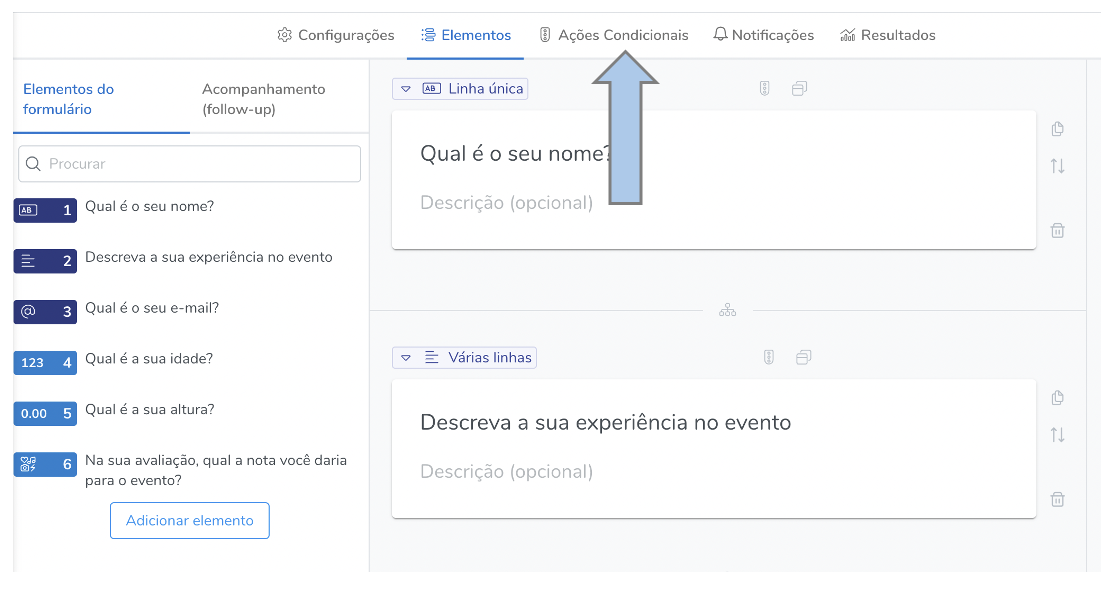 Configurações
Elementos
Ações Condicionais
Notificações
Resultados
Elementos do
formulário
Acompanhamento
(follow-up)
Procurar
AB 1 Qual é o seu nome?
2 Descreva a sua experiência no evento
@ 3 Qual é o seu e-mail?
123 4 Qual é a sua idade?
0.00 5 Qual é a sua altura?
6 Na sua avaliação, qual a nota você daria
para o evento?
Adicionar elemento
AB Linha única
Qual é o seu nome?
Descrição (opcional)
Várias linhas
Descreva a sua experiência no evento
Descrição (opcional)